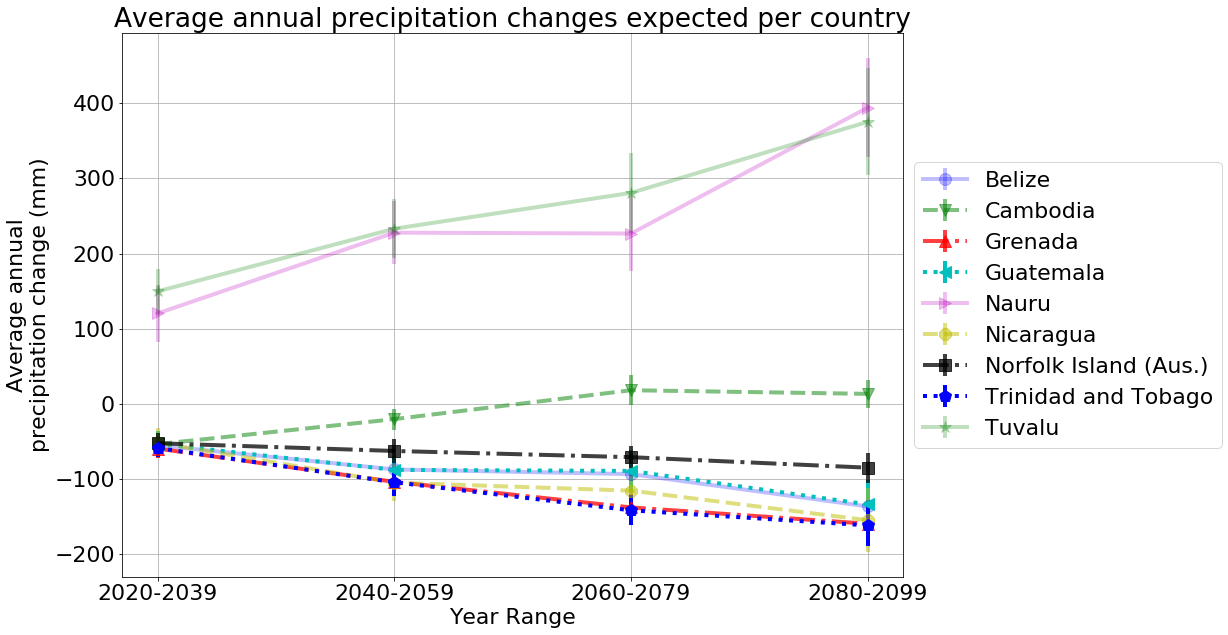 Average annual precipitation changes expected per country
Average annual
precipitation change (mm)
400
300
200
100
0
−100
−200
2020-2039
2040-2059
2060-2079
2080-2099
Year Range
Belize
Cambodia
Grenada
Guatemala
Nauru
Nicaragua
Norfolk Island (Aus.)
Trinidad and Tobago
Tuvalu